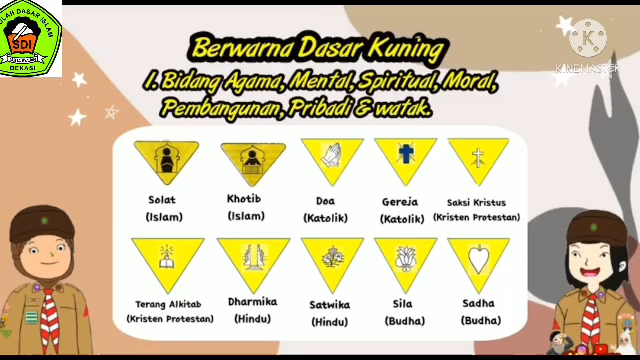 SDI
BEKASI
KINEMASTER
Berwarna Dasar Kuning
1. Bidang Agama, Mental, Spiritual, Moral,
Pembangunan, Pribadi & watak.
Solat
(Islam)
Khotib
(Islam)
Doa
(Katolik)
Gereja
(Katolik)
Saksi Kristus
(Kristen Protestan)
Terang Alkitab
(Kristen Protestan)
Dharmika
(Hindu)
Satwika
(Hindu)
Sila
(Budha)
Sadha
(Budha)